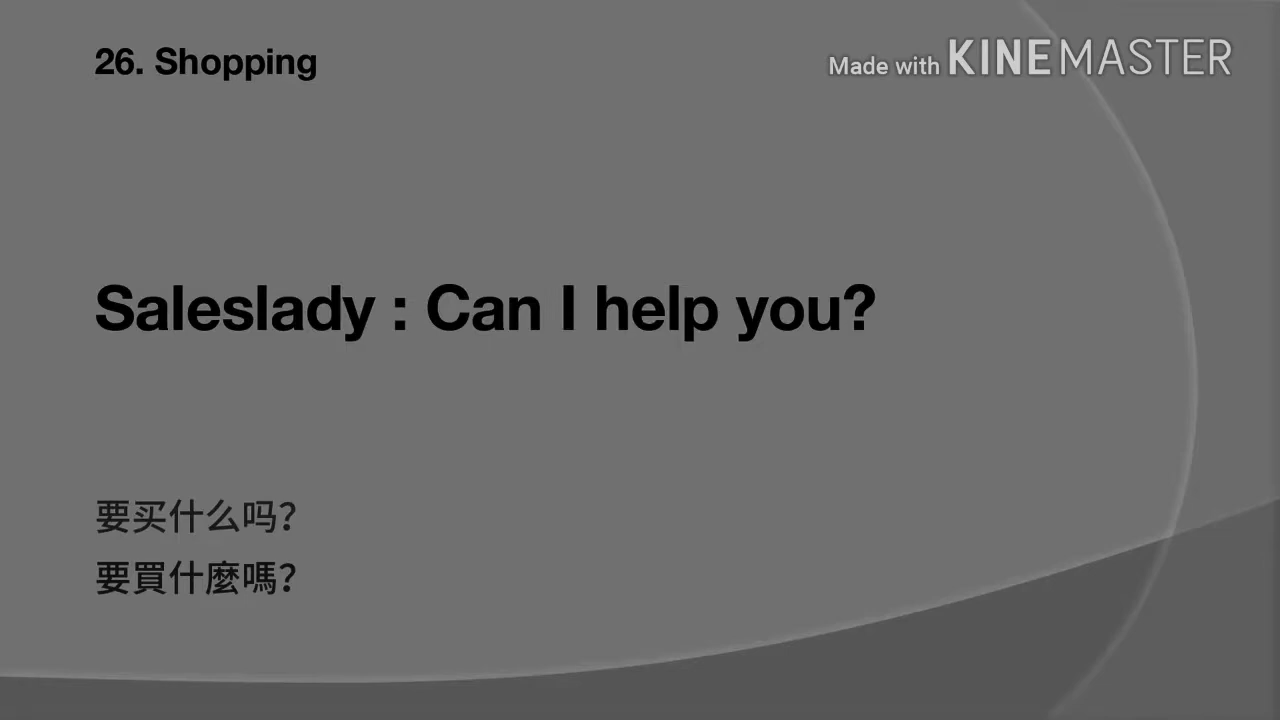 26. Shopping
Made with KINEMASTER
Saleslady : Can I help you?
要买什么吗?
要買什麼嗎?